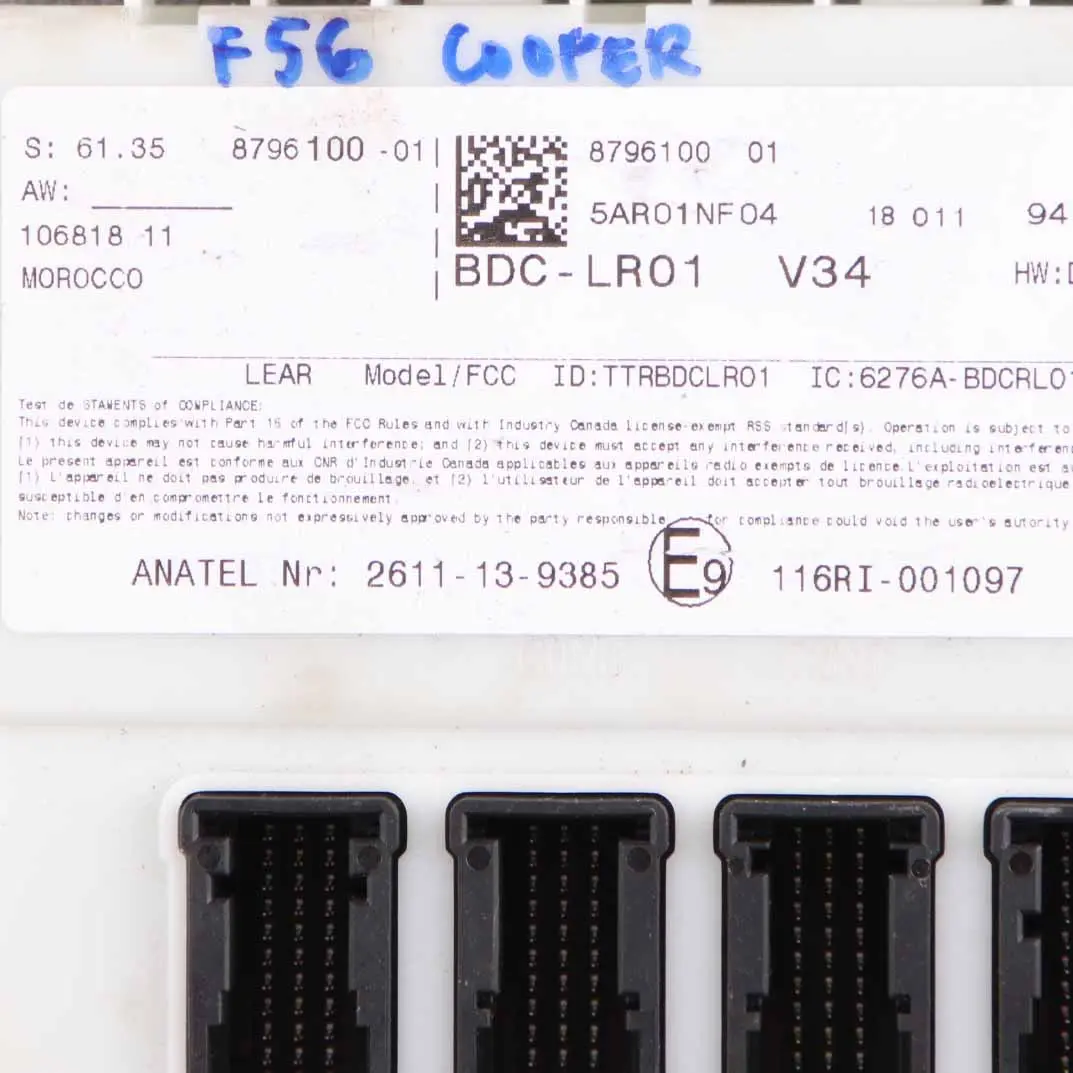 F56 COOPER
S: 61.35 8796100 -01
AW:
106818 11
MOROCCO
8796100 01
5AR01NF04 18 011 94
BDC-LR01 V34 HW:
LEAR Model/FCC ID:TTRBDCLR01 IC:6276A-BDCRL01
Test de STAWENTS of COMPLIANCE:
This device complies with Part 15 of the FCC Rules and with Industry Canada license-exempt RSS standard(s). Operation is subject to
(1) this device may not cause harmful interference; and (2) this device must accept any interference received, including interferenc
Le present appareil est conforme aux CNR d'Industrie Canada applicables aux appareils radio exempts de licence.L'exploitation est au
(1) L'appareil ne doit pas produire de brouillage, et (2) l'utilisateur de l'appareil doit accepter tout brouillage radioelectrique
susceptible d'en compromettre le fonctionnement.
Note: changes or modifications not expressively approved by the party responsible for compliance could void the user's autority
ANATEL Nr: 2611-13-9385 E9 116RI-001097